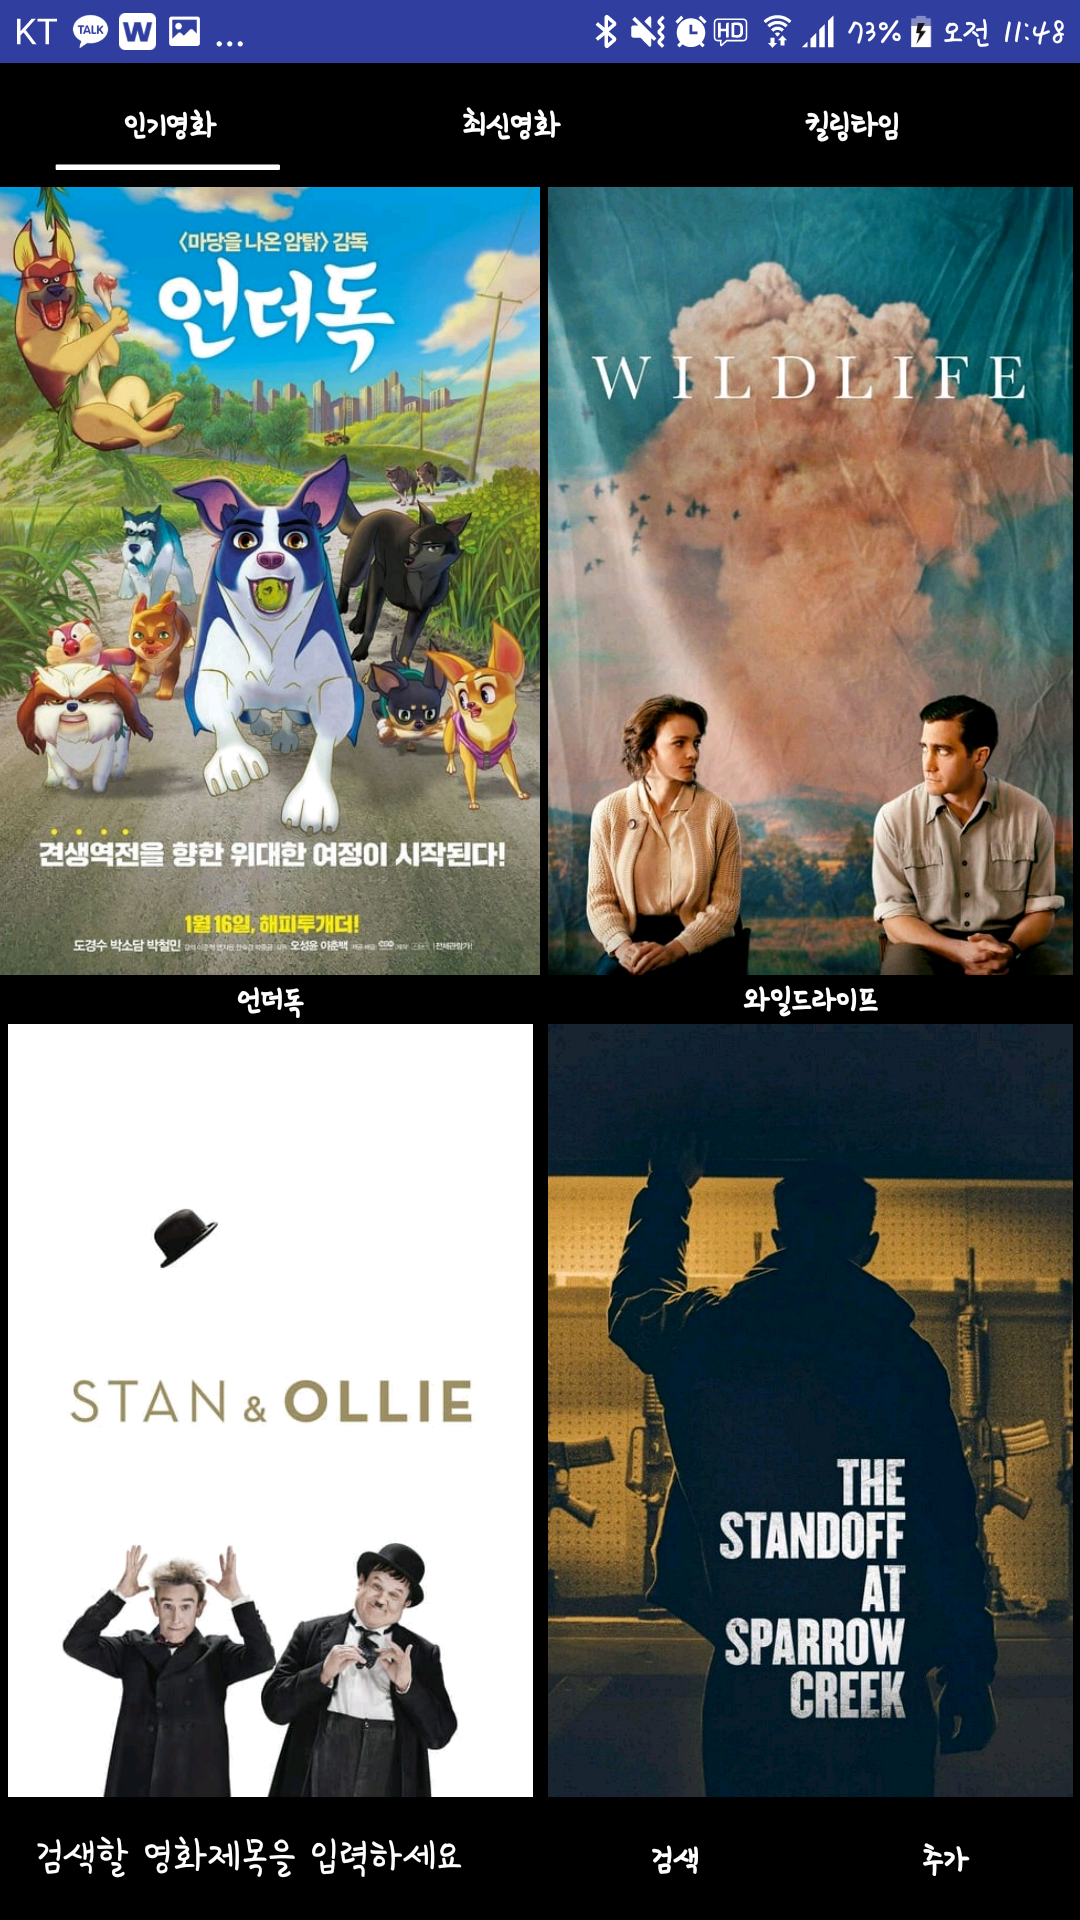 KT TALK W ... HD 73% 오전 11:48
인기영화 최신영화 킬링타임
<마당을 나온 암탉> 감독
언더독
견생역전을 향한 위대한 여정이 시작된다!
1월 16일, 해피투개더!
도경수 박소담 박철민
오성윤 이춘백
WILDLIFE
언더독 와일드라이프
STAN & OLLIE
THE
STANDOFF
AT
SPARROW
CREEK
검색할 영화제목을 입력하세요 검색 추가